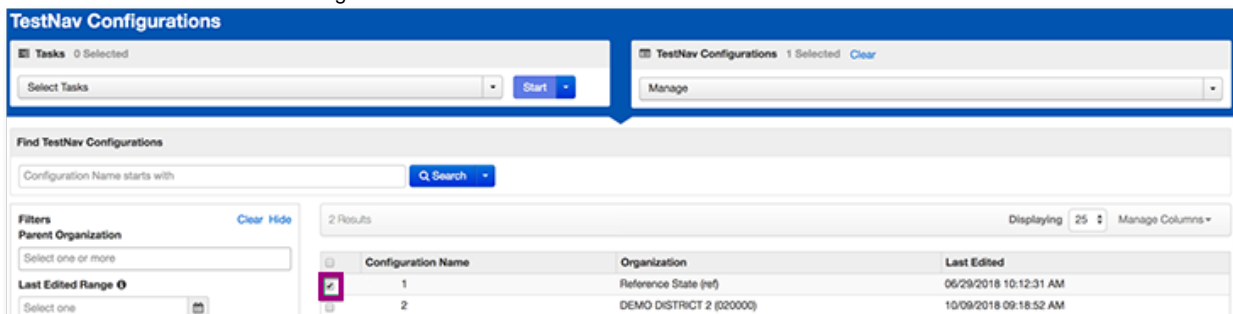 TestNav Configurations
Tasks 0 Selected
TestNav Configurations 1 Selected Clear
Select Tasks
Start
Manage
Find TestNav Configurations
Configuration Name starts with
Search
Filters Clear Hide
2 Results
Displaying 25 Manage Columns
Parent Organization
Select one or more
Configuration Name Organization Last Edited
Last Edited Range
1 Reference State (ref) 06/29/2018 10:12:31 AM
Select one
2 DEMO DISTRICT 2 (020000) 10/09/2018 09:18:52 AM